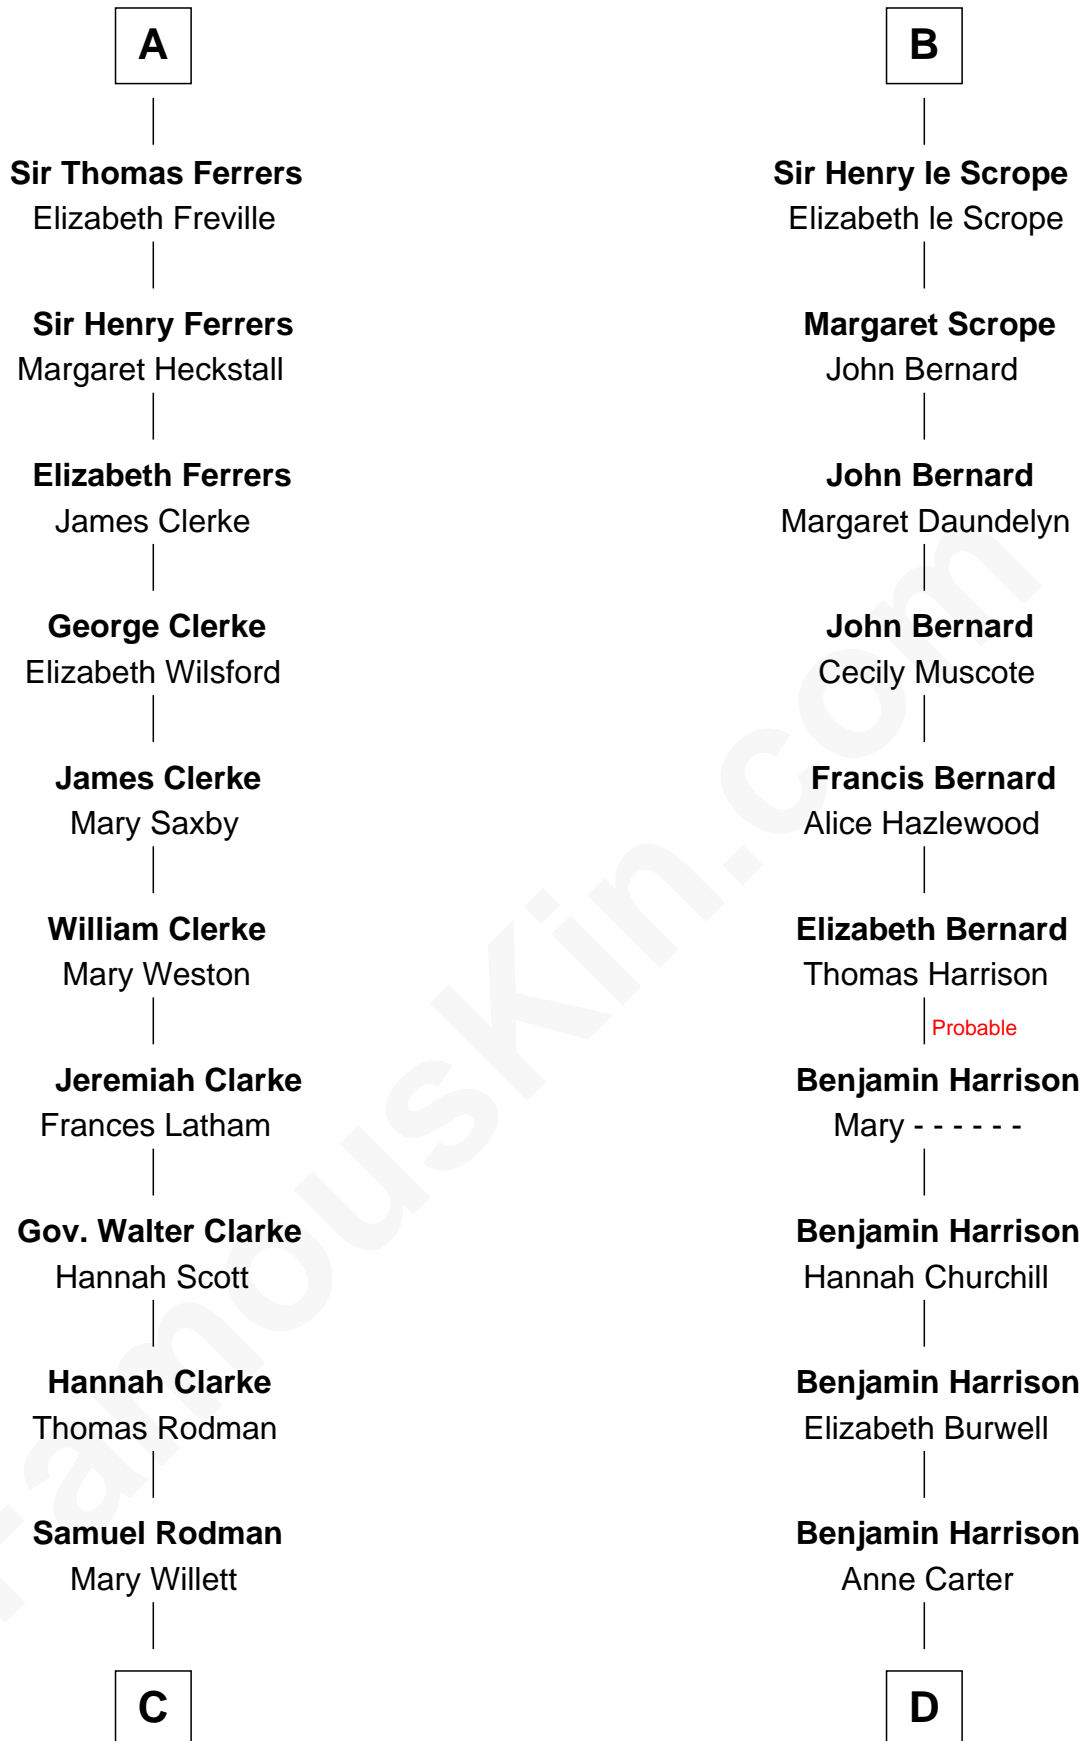 A
Sir Thomas Ferrers
Elizabeth Freville
Sir Henry Ferrers
Margaret Heckstall
Elizabeth Ferrers
James Clerke
George Clerke
Elizabeth Wilsford
James Clerke
Mary Saxby
William Clerke
Mary Weston
Jeremiah Clarke
Frances Latham
Gov. Walter Clarke
Hannah Scott
Hannah Clarke
Thomas Rodman
Samuel Rodman
Mary Willett
C
B
Sir Henry le Scrope
Elizabeth le Scrope
Margaret Scrope
John Bernard
John Bernard
Margaret Daundelyn
John Bernard
Cecily Muscote
Francis Bernard
Alice Hazlewood
Elizabeth Bernard
Thomas Harrison
Probable
Benjamin Harrison
Mary - - - - - -
Benjamin Harrison
Hannah Churchill
Benjamin Harrison
Elizabeth Burwell
Benjamin Harrison
Anne Carter
D
FamousKin.com